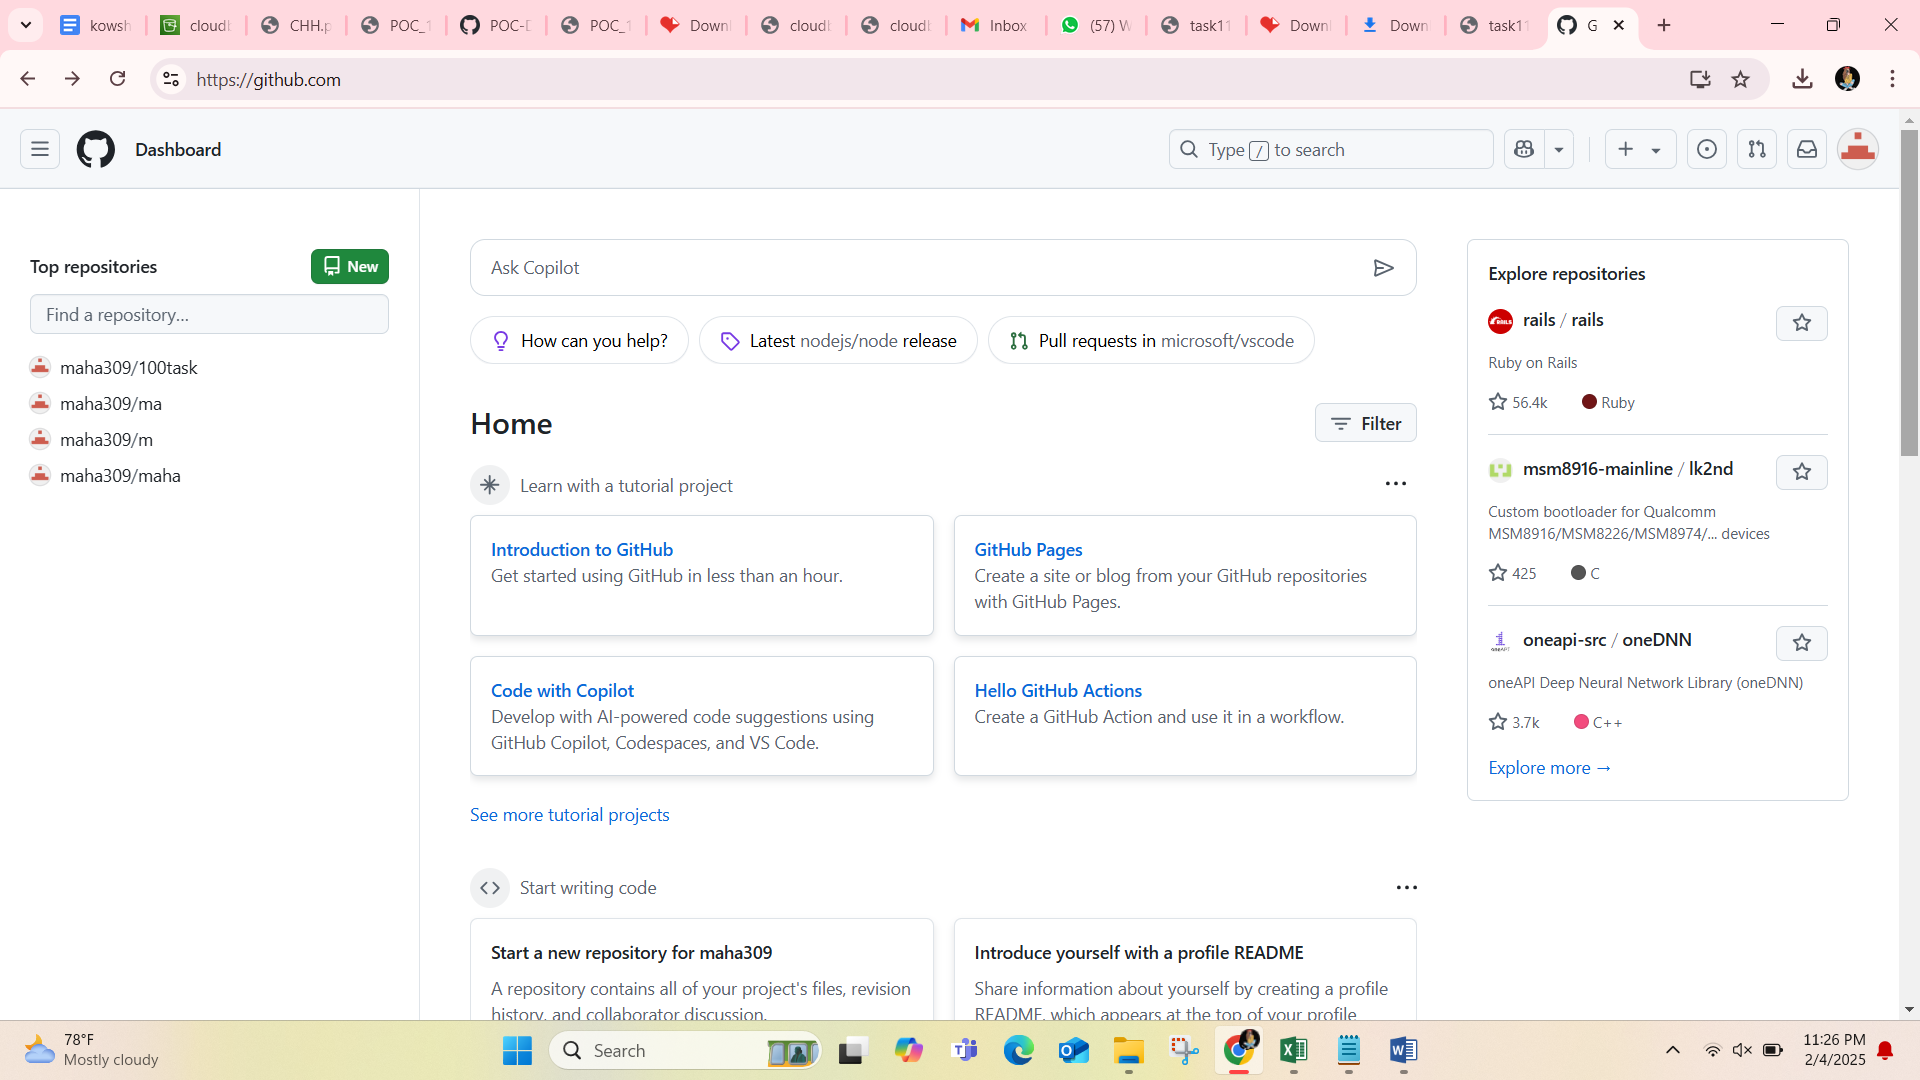 kowsh
cloudb
CHH.p
POC_1
POC-D
POC_1
Downl
cloudb
cloudb
Inbox
(57) W
task11
Downl
Down
task11
G
https://github.com
Dashboard
Type / to search
Top repositories
New
Find a repository...
maha309/100task
maha309/ma
maha309/m
maha309/maha
Ask Copilot
How can you help?
Latest nodejs/node release
Pull requests in microsoft/vscode
Home
Filter
Learn with a tutorial project
Introduction to GitHub
Get started using GitHub in less than an hour.
GitHub Pages
Create a site or blog from your GitHub repositories
with GitHub Pages.
Code with Copilot
Develop with AI-powered code suggestions using
GitHub Copilot, Codespaces, and VS Code.
Hello GitHub Actions
Create a GitHub Action and use it in a workflow.
See more tutorial projects
Start writing code
Start a new repository for maha309
A repository contains all of your project's files, revision
history, and collaborator discussion.
Introduce yourself with a profile README
Share information about yourself by creating a profile
README, which appears at the top of your profile
Explore repositories
rails / rails
Ruby on Rails
56.4k Ruby
msm8916-mainline / lk2nd
Custom bootloader for Qualcomm
MSM8916/MSM8226/MSM8974/... devices
425 C
oneapi-src / oneDNN
oneAPI Deep Neural Network Library (oneDNN)
3.7k C++
Explore more →
78°F
Mostly cloudy
Search
11:26 PM
2/4/2025